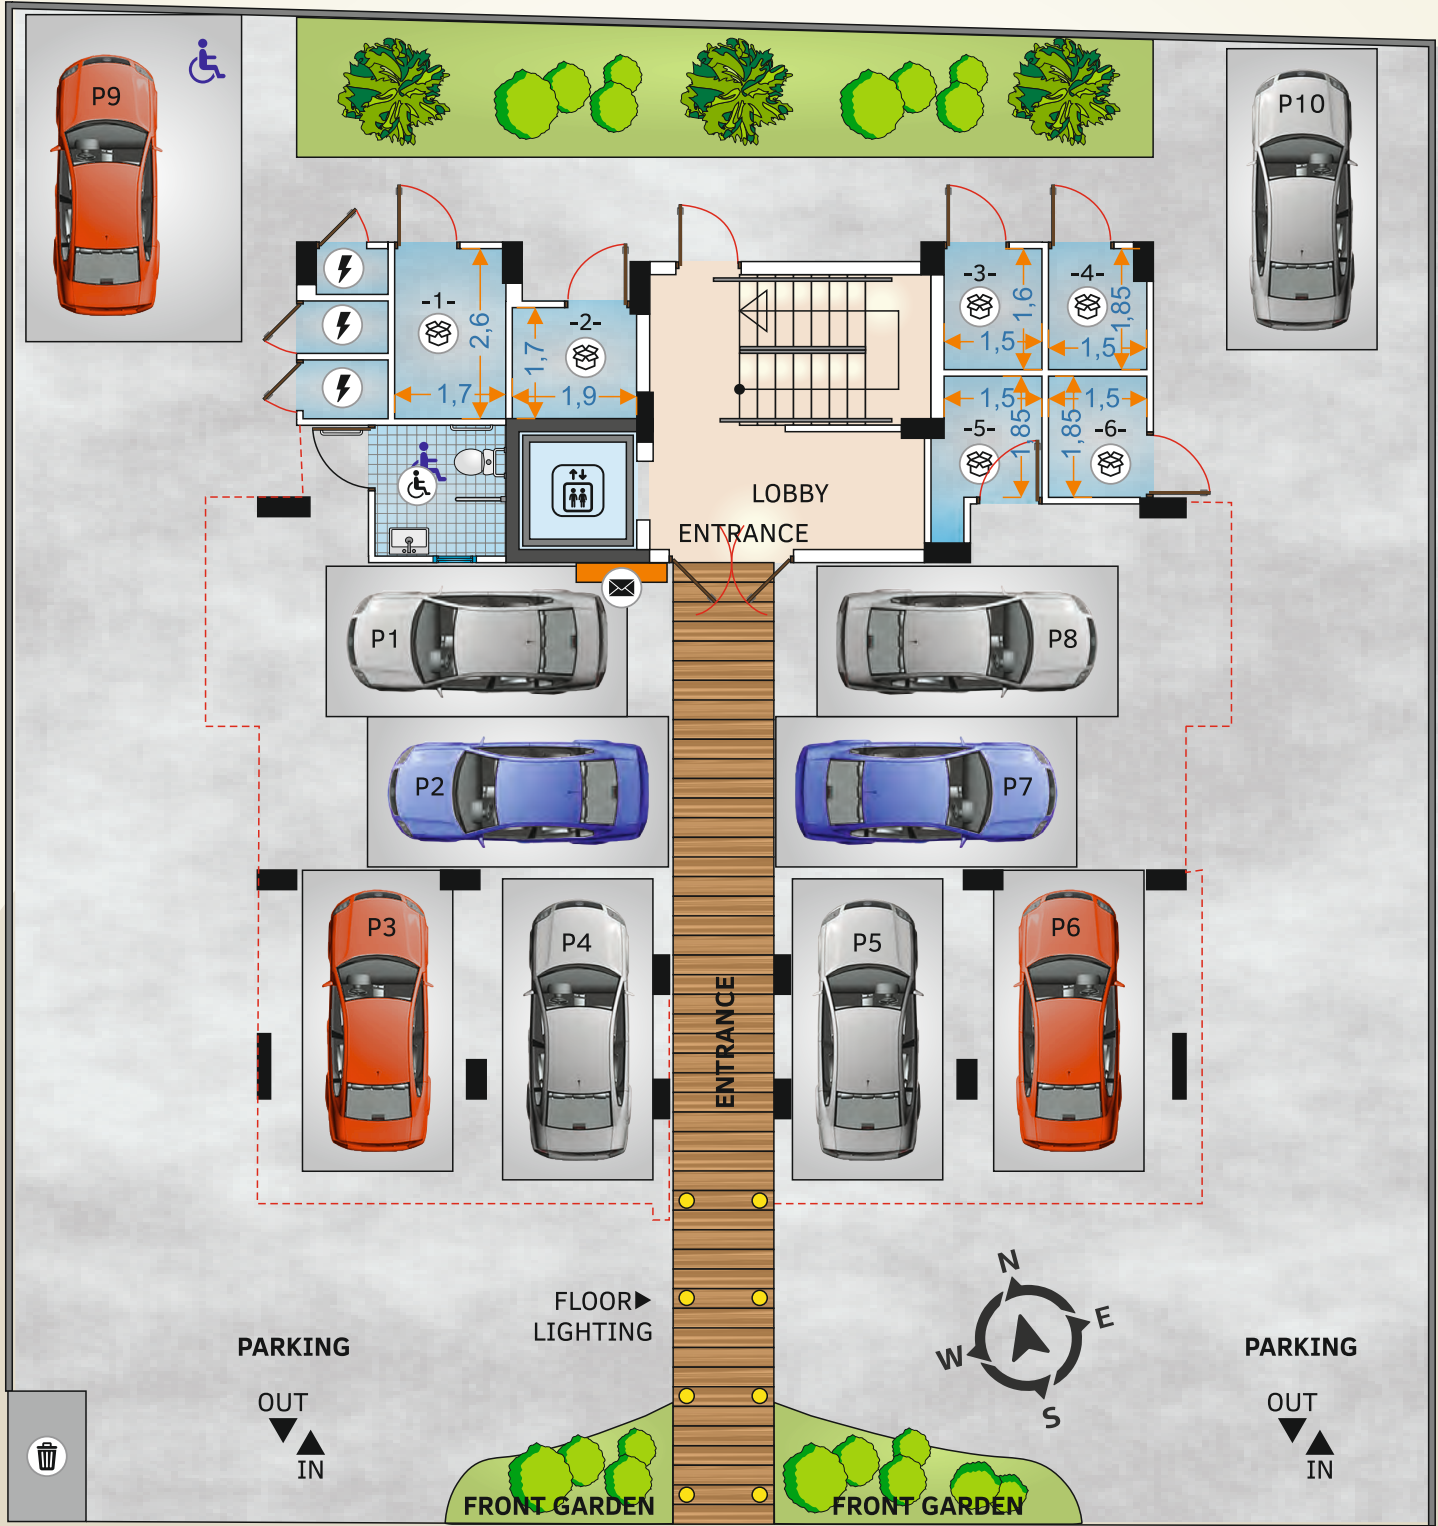 P9
P10
-1-
2,6
1,7
-2-
1,7
1,9
-3-
1,6
1,5
-4-
1,85
1,5
1,5
1,85
-5-
1,5
1,85
-6-
LOBBY
ENTRANCE
P1
P8
P2
P7
P3
P4
P5
P6
ENTRANCE
FLOOR
LIGHTING
N
E
W
S
PARKING
OUT
IN
PARKING
OUT
IN
FRONT GARDEN
FRONT GARDEN